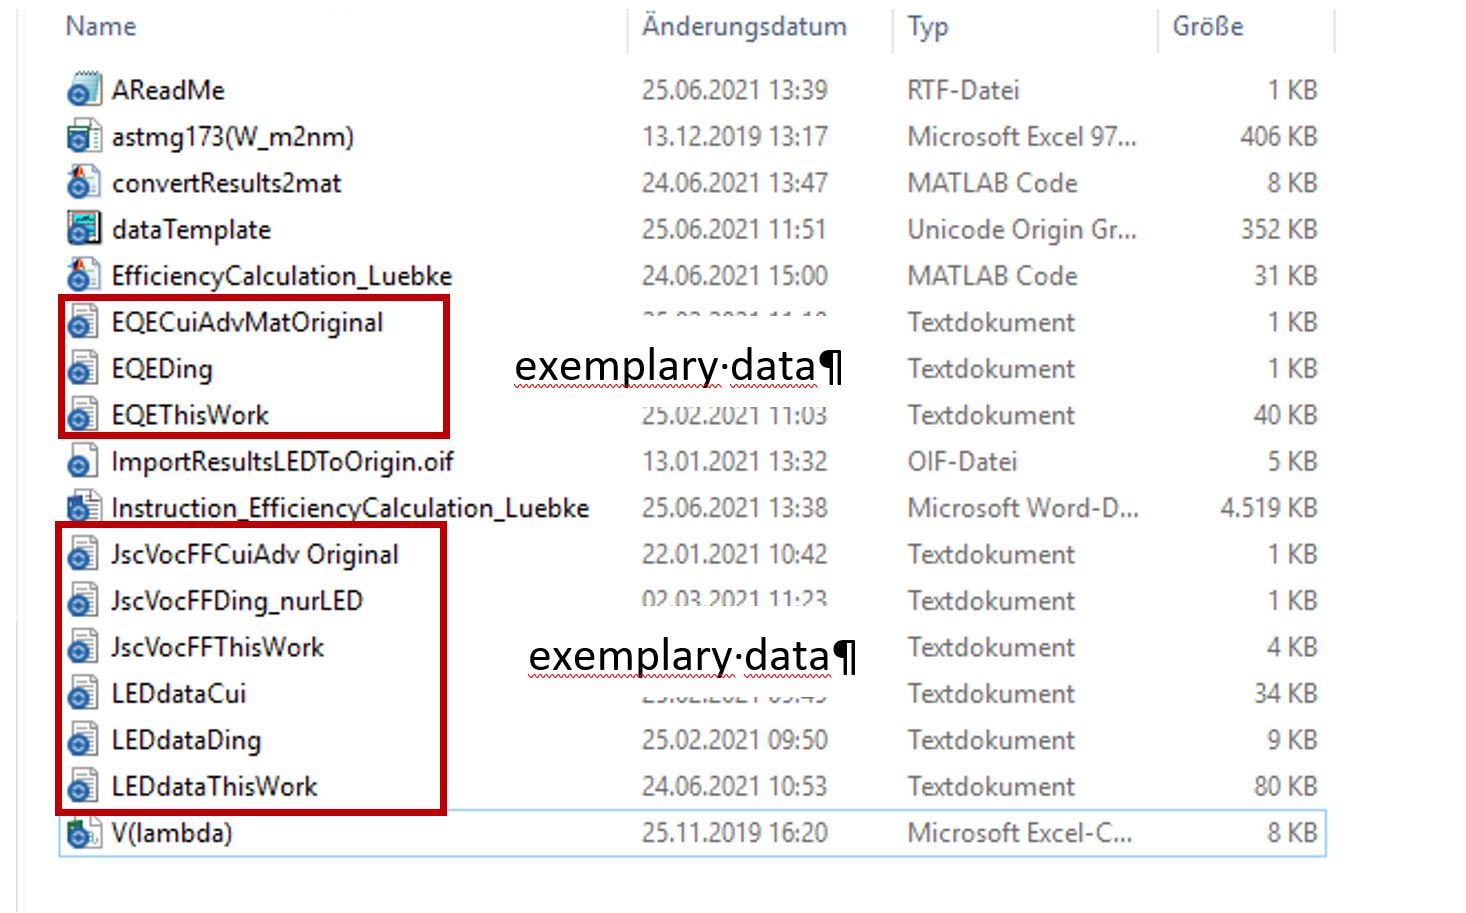 Name Änderungsdatum Typ Größe
AReadMe 25.06.2021 13:39 RTF-Datei 1 KB
astmg173(W_m2nm) 13.12.2019 13:17 Microsoft Excel 97... 406 KB
convertResults2mat 24.06.2021 13:47 MATLAB Code 8 KB
dataTemplate 25.06.2021 11:51 Unicode Origin Gr... 352 KB
EfficiencyCalculation_Luebke 24.06.2021 15:00 MATLAB Code 31 KB
EQECuiAdvMatOriginal Textdokument 1 KB
EQEDing exemplary·data¶ Textdokument 1 KB
EQEThisWork 25.02.2021 11:03 Textdokument 40 KB
ImportResultsLEDToOrigin.oif 13.01.2021 13:32 OIF-Datei 5 KB
Instruction_EfficiencyCalculation_Luebke 25.06.2021 13:38 Microsoft Word-D... 4.519 KB
JscVocFFCuiAdv Original 22.01.2021 10:42 Textdokument 1 KB
JscVocFFDing_nurLED 02.03.2021 11:23 Textdokument 1 KB
JscVocFFThisWork exemplary·data¶ Textdokument 4 KB
LEDdataCui Textdokument 34 KB
LEDdataDing 25.02.2021 09:50 Textdokument 9 KB
LEDdataThisWork 24.06.2021 10:53 Textdokument 80 KB
V(lambda) 25.11.2019 16:20 Microsoft Excel-C... 8 KB